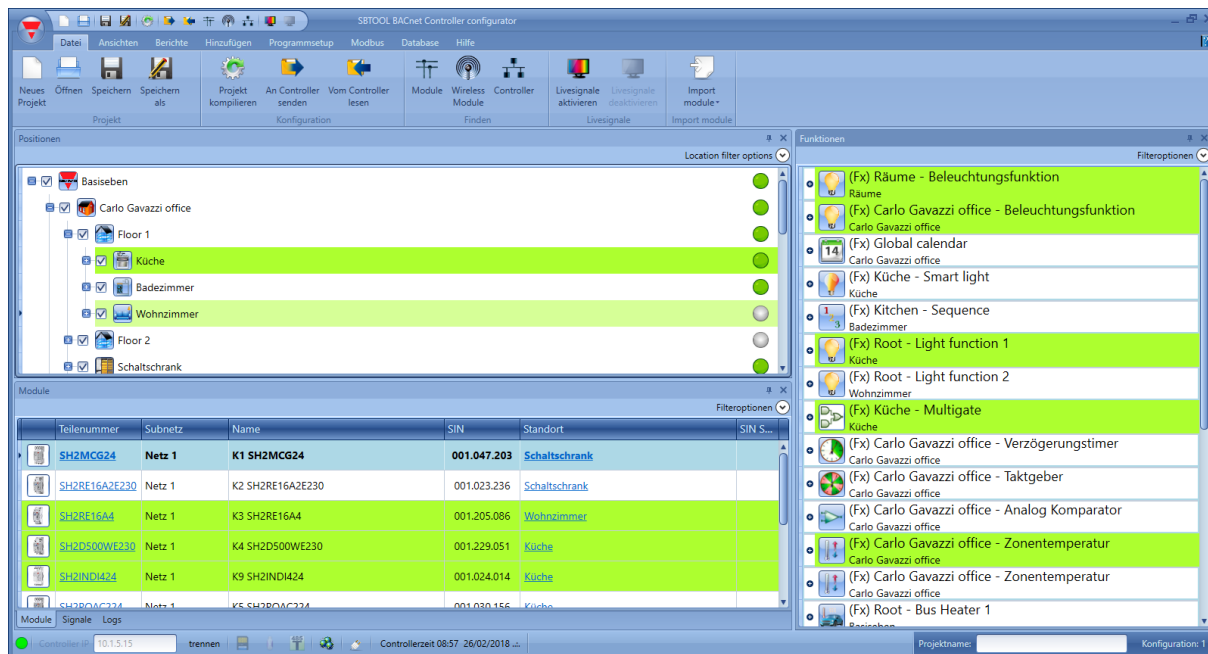 SBTOOL BACnet Controller configurator
Datei Ansichten Berichte Hinzufügen Programmsetup Modbus Database Hilfe
Neues Projekt Öffnen Speichern Speichern als Projekt kompilieren An Controller senden Vom Controller lesen Module Wireless Module Controller Livesignale aktivieren Livesignale deaktivieren Import module
Projekt Konfiguration Finden Livesignale Import module
Positionen
Location filter options
Basiseben
Carlo Gavazzi office
Floor 1
Küche
Badezimmer
Wohnzimmer
Floor 2
Schaltschrank
Module
Filteroptionen
Teilenummer Subnetz Name SIN Standort SIN S...
SH2MCG24 Netz 1 K1 SH2MCG24 001.047.203 Schaltschrank
SH2RE16A2E230 Netz 1 K2 SH2RE16A2E230 001.023.236 Schaltschrank
SH2RE16A4 Netz 1 K3 SH2RE16A4 001.205.086 Wohnzimmer
SH2D500WE230 Netz 1 K4 SH2D500WE230 001.229.051 Küche
SH2INDI424 Netz 1 K9 SH2INDI424 001.024.014 Küche
Netz 1 001.030.156 Küche
Module Signale Logs
Funktionen
Filteroptionen
(Fx) Räume - Beleuchtungsfunktion
Räume
(Fx) Carlo Gavazzi office - Beleuchtungsfunktion
Carlo Gavazzi office
14
(Fx) Global calendar
Carlo Gavazzi office
(Fx) Küche - Smart light
Küche
(Fx) Kitchen - Sequence
Badezimmer
(Fx) Root - Light function 1
Küche
(Fx) Root - Light function 2
Wohnzimmer
(Fx) Küche - Multigate
Küche
(Fx) Carlo Gavazzi office - Verzögerungstimer
Carlo Gavazzi office
(Fx) Carlo Gavazzi office - Taktgeber
Carlo Gavazzi office
(Fx) Carlo Gavazzi office - Analog Komparator
Carlo Gavazzi office
(Fx) Carlo Gavazzi office - Zonentemperatur
Carlo Gavazzi office
(Fx) Carlo Gavazzi office - Zonentemperatur
Carlo Gavazzi office
(Fx) Root - Bus Heater 1
Basiseben
Controller IP 10.1.5.15 trennen Controllerzeit 08:57 26/02/2018 Projektname: Konfiguration: 1